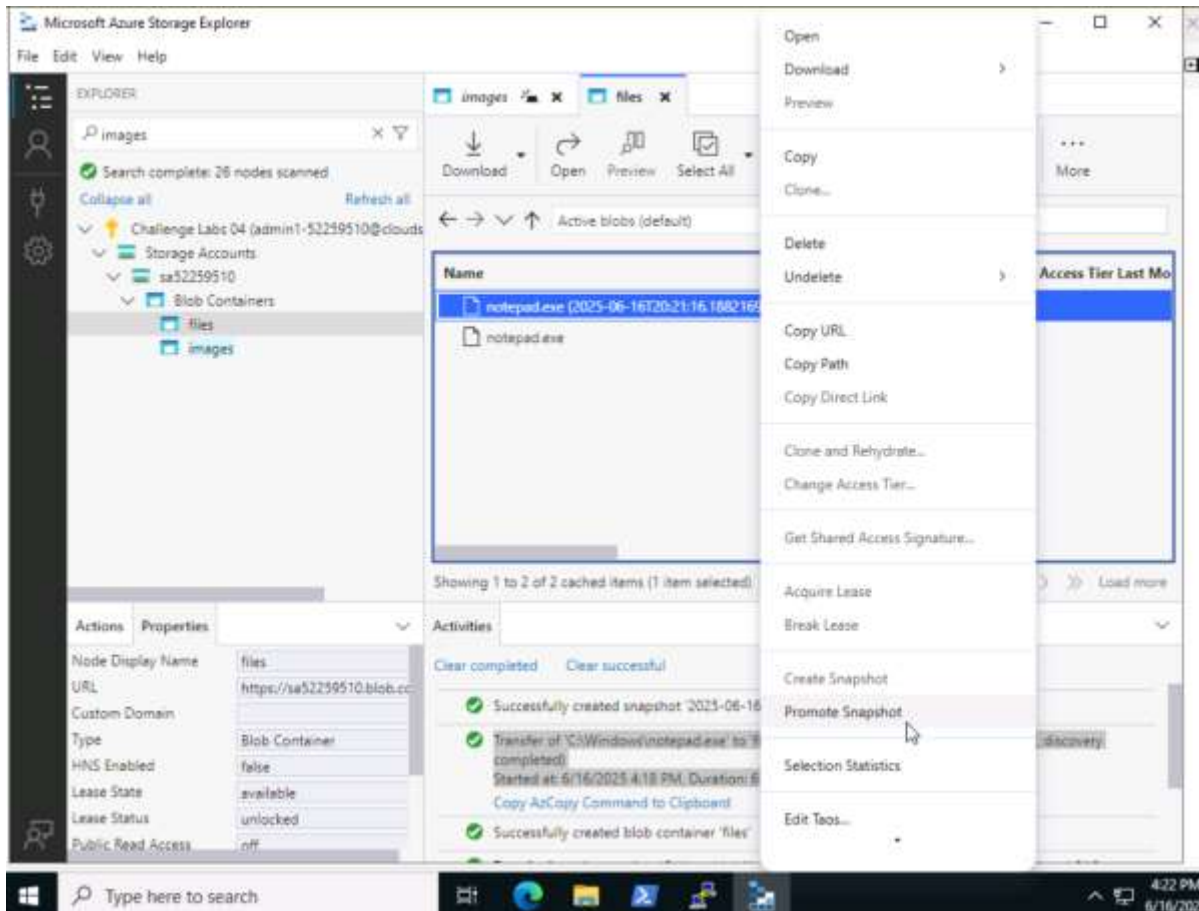 Microsoft Azure Storage Explorer
File Edit View Help
EXPLORER
images
Search complete: 26 nodes scanned
Collapse all Refresh all
Challenge Labs 04 (admin1-52259510@clouds
Storage Accounts
sa52259510
Blob Containers
files
images
images files
Download Open Preview Select All More
Active blobs (default)
Name Access Tier Last Mo
notepad.exe (2025-06-16T20:21:16.1882169
notepad.exe
Showing 1 to 2 of 2 cached items (1 item selected) Load more
Open
Download
Preview
Copy
Clone...
Delete
Undelete
Copy URL
Copy Path
Copy Direct Link
Clone and Rehydrate...
Change Access Tier...
Get Shared Access Signature...
Acquire Lease
Break Lease
Create Snapshot
Promote Snapshot
Selection Statistics
Edit Tags...
Actions Properties
Node Display Name files
URL https://sa52259510.blob.cc
Custom Domain
Type Blob Container
HNS Enabled false
Lease State available
Lease Status unlocked
Public Read Access off
Activities
Clear completed Clear successful
Successfully created snapshot '2025-06-16
Transfer of 'C:\Windows\notepad.exe' to discovery
completed)
Started at: 6/16/2025 4:18 PM, Duration: 6
Copy AzCopy Command to Clipboard
Successfully created blob container 'files'
Type here to search
4:22 PM
6/16/202